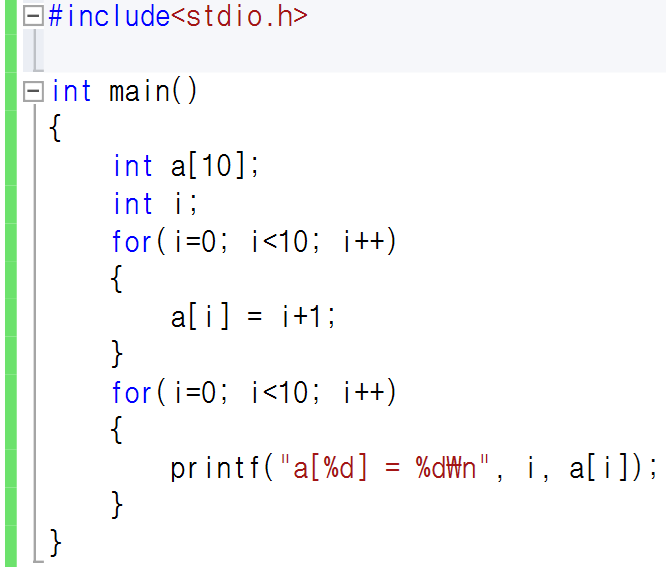 #include<stdio.h>
int main()
{
int a[10];
int i;
for(i=0; i<10; i++)
{
a[i] = i+1;
}
for(i=0; i<10; i++)
{
printf("a[%d] = %d₩n", i, a[i]);
}
}